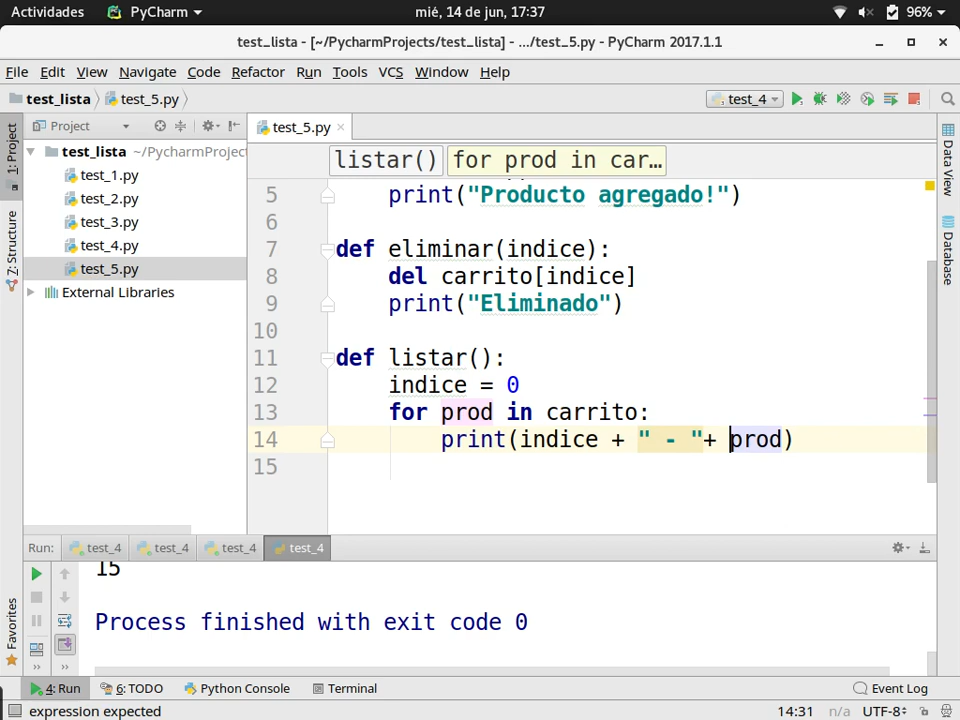 Actividades PyCharm mié, 14 de jun, 17:37 96%
test_lista - [~/PycharmProjects/test_lista] - .../test_5.py - PyCharm 2017.1.1
File Edit View Navigate Code Refactor Run Tools VCS Window Help
test_lista test_5.py test_4
1: Project
7: Structure
Favorites
Project
test_lista ~/PycharmProject
test_1.py
test_2.py
test_3.py
test_4.py
test_5.py
External Libraries
test_5.py
listar() for prod in car...
5 print("Producto agregado!")
6
7 def eliminar(indice):
8 del carrito[indice]
9 print("Eliminado")
10
11 def listar():
12 indice = 0
13 for prod in carrito:
14 print(indice + " - "+ prod)
15
Data View
Database
Run: test_4 test_4 test_4 test_4
15
Process finished with exit code 0
4: Run 6: TODO Python Console Terminal Event Log
expression expected 14:31 n/a UTF-8